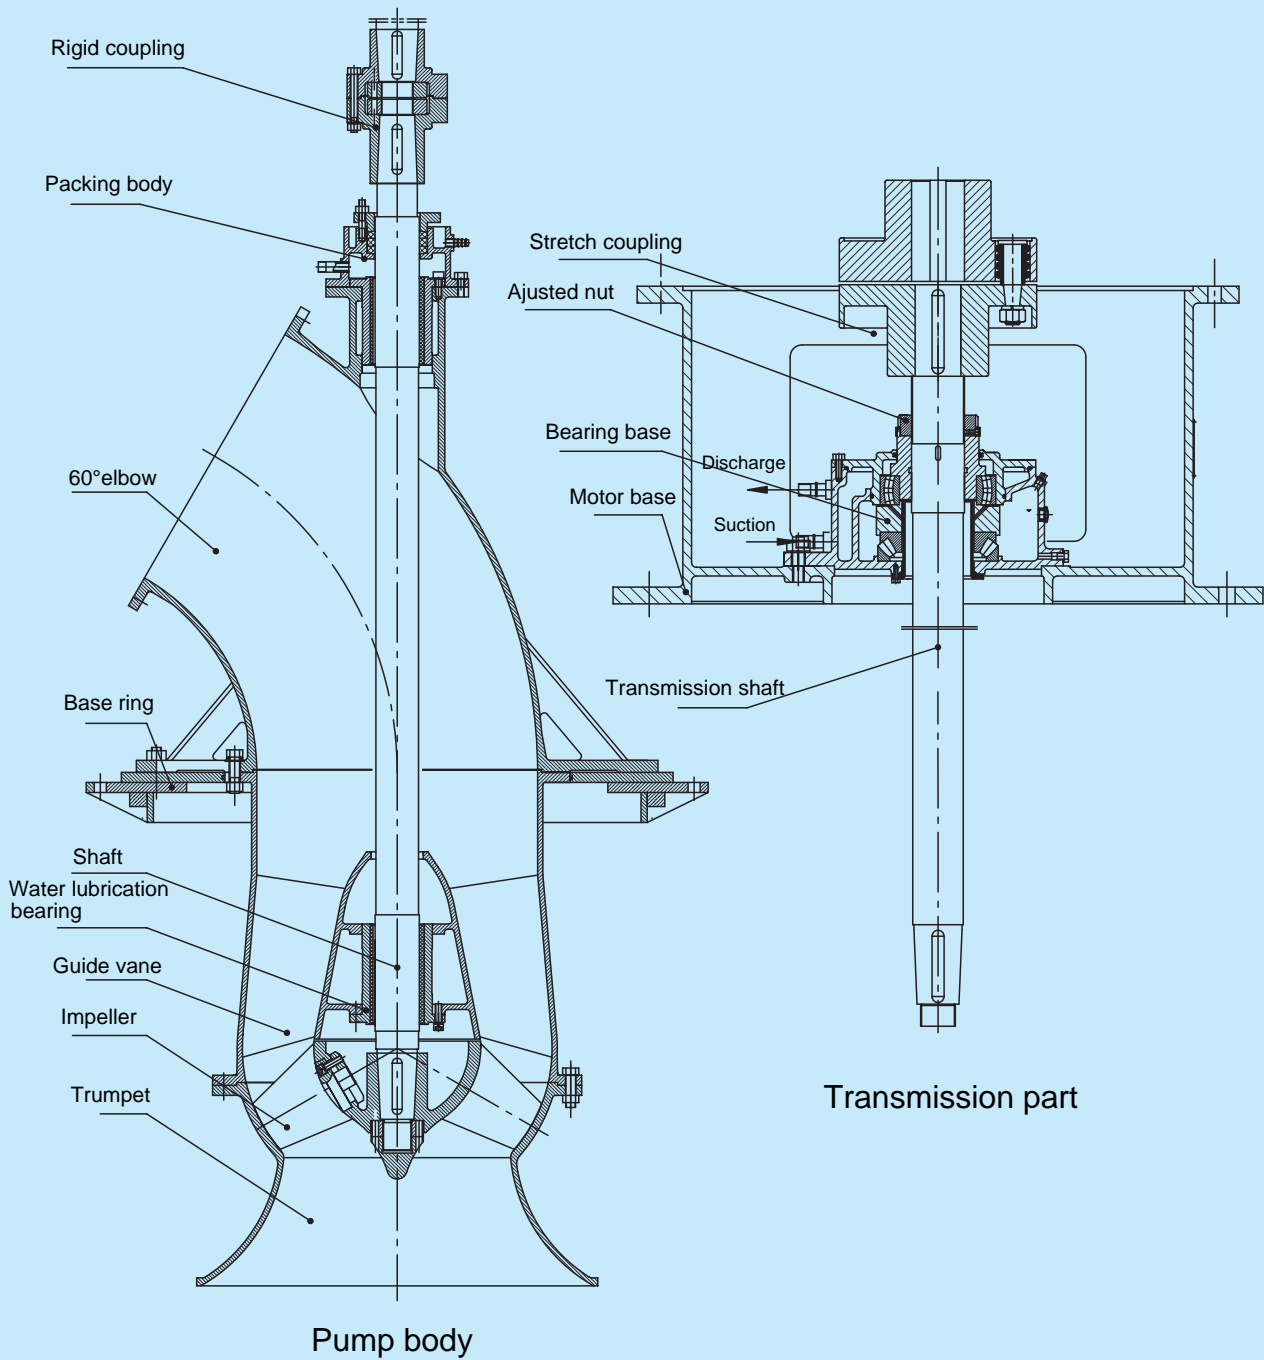 Rigid coupling
Packing body
60°elbow
Base ring
Shaft
Water lubrication
bearing
Guide vane
Impeller
Trumpet
Pump body
Stretch coupling
Ajusted nut
Bearing base
Discharge
Motor base
Suction
Transmission shaft
Transmission part